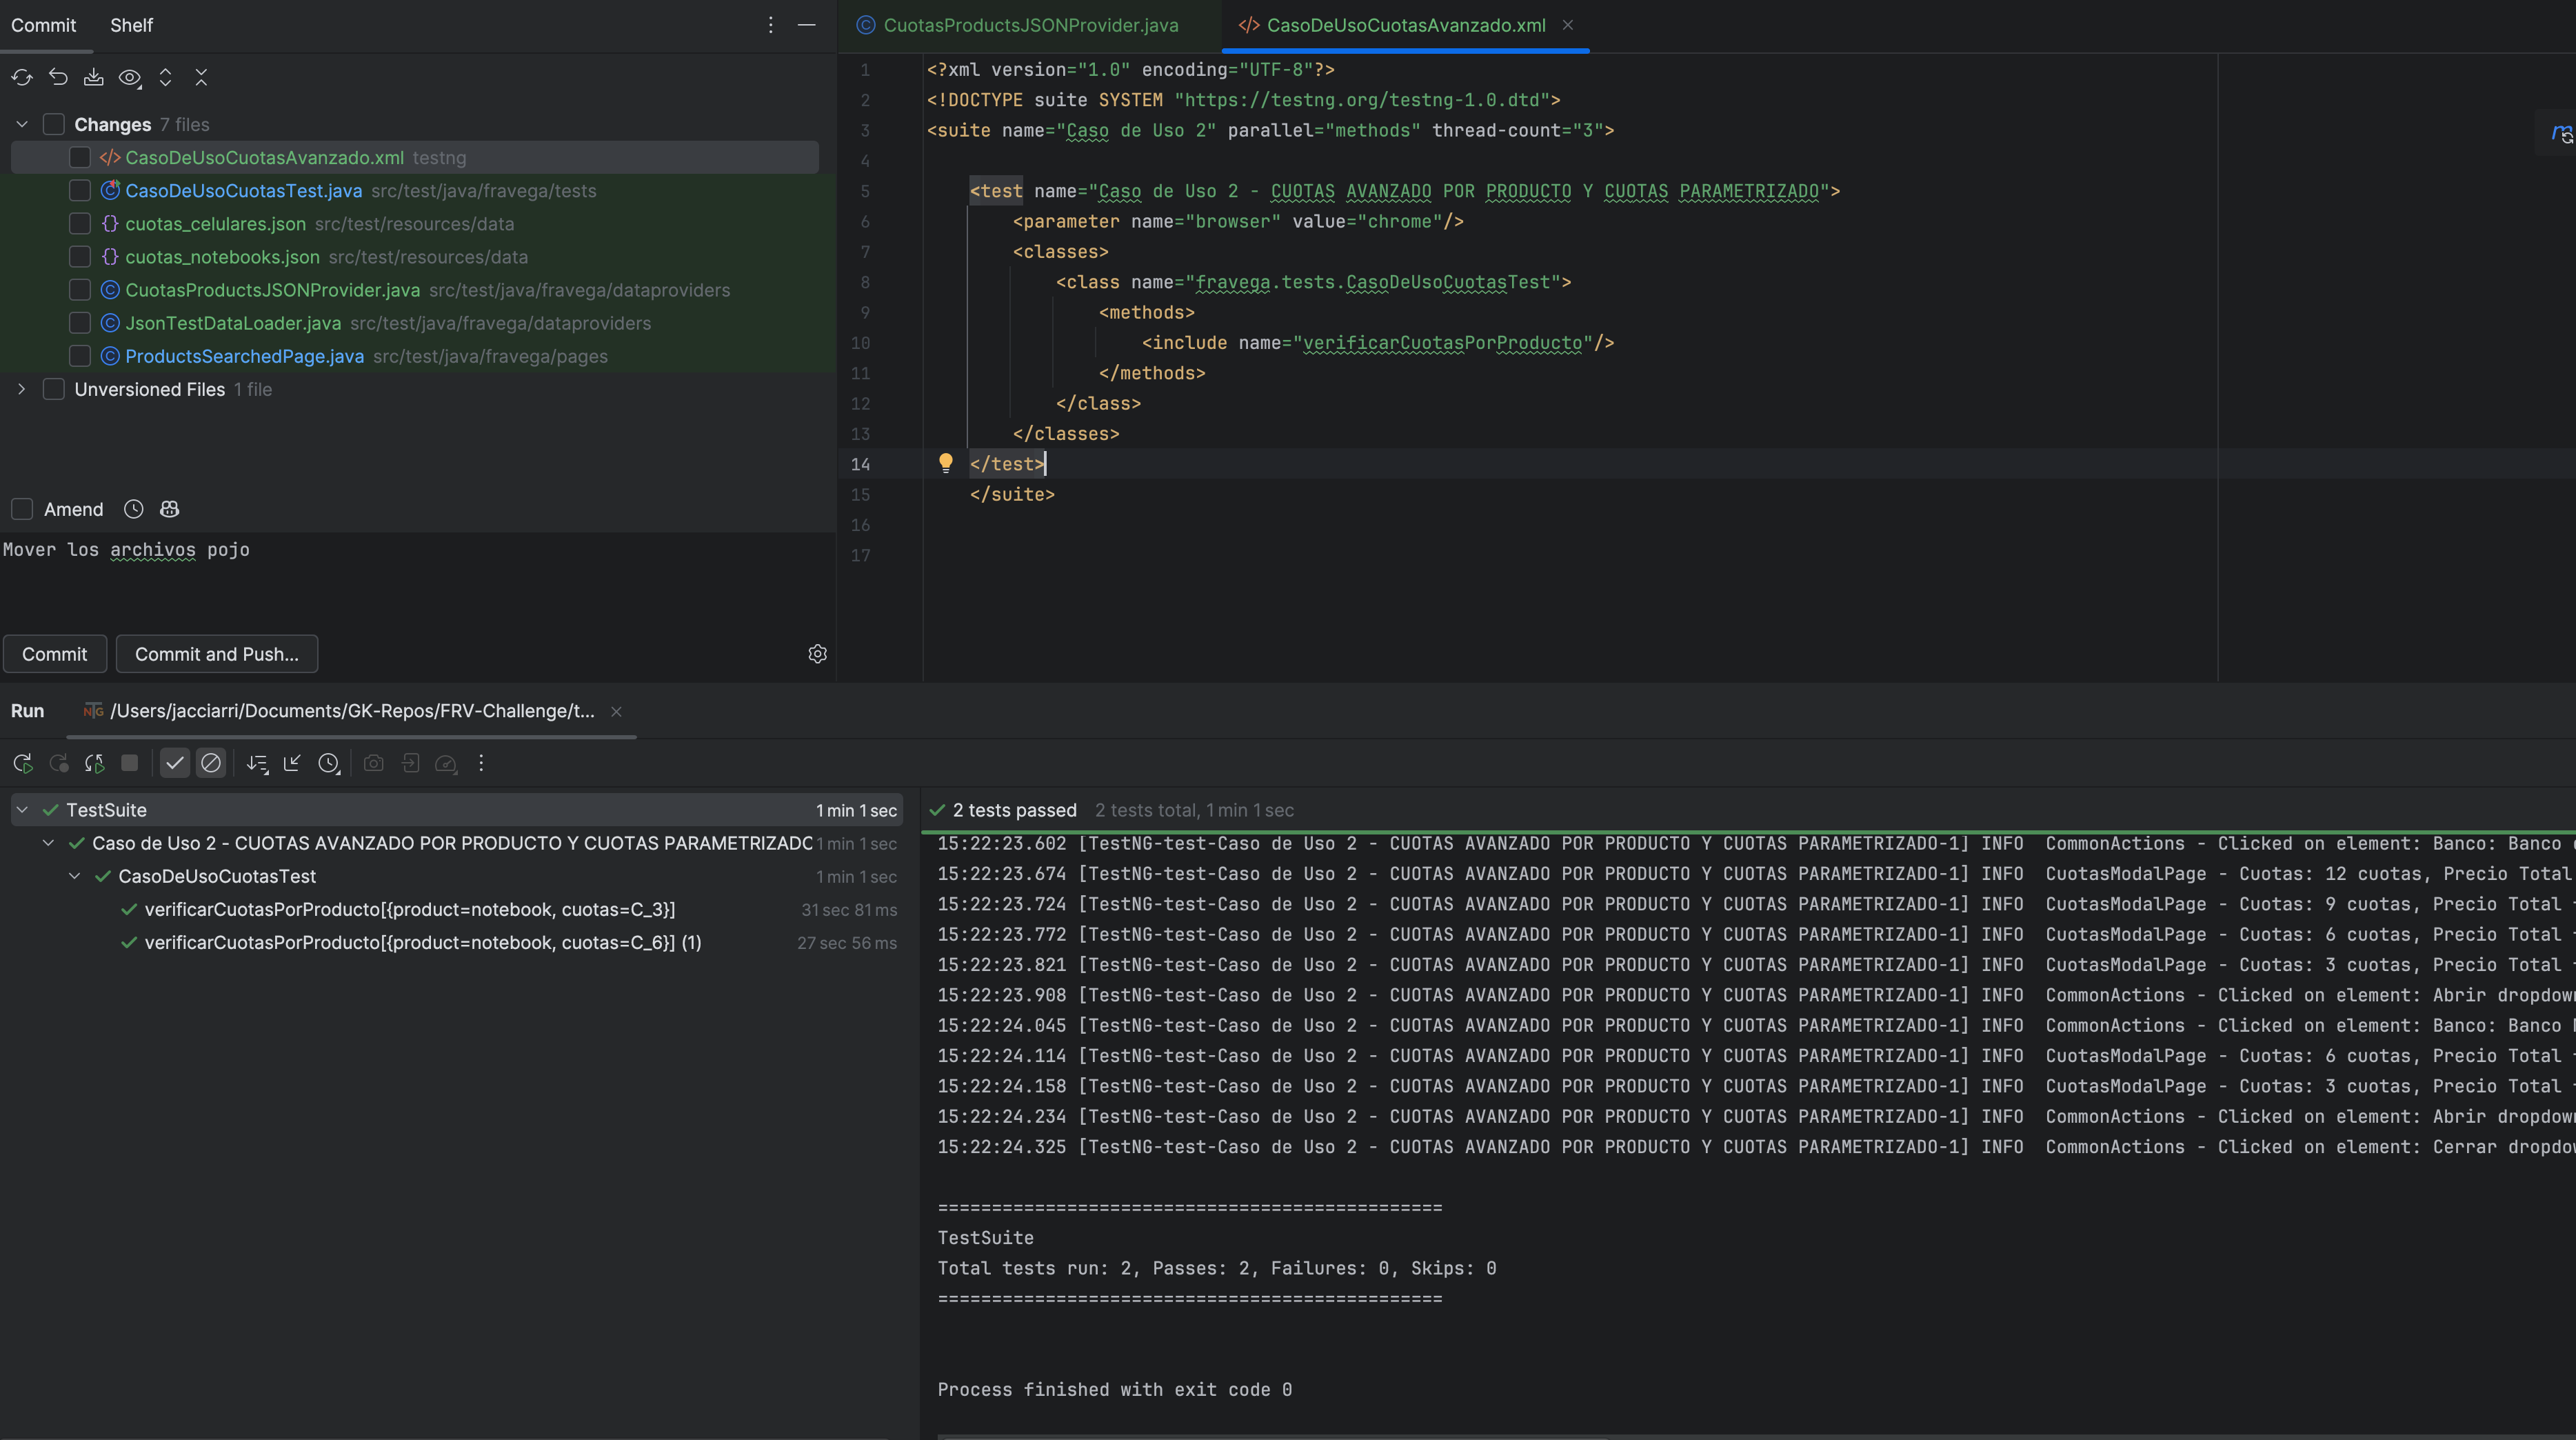 Commit Shelf
Changes 7 files
CasoDeUsoCuotasAvanzado.xml testng
CasoDeUsoCuotasTest.java src/test/java/fravega/tests
cuotas_celulares.json src/test/resources/data
cuotas_notebooks.json src/test/resources/data
CuotasProductsJSONProvider.java src/test/java/fravega/dataproviders
JsonTestDataLoader.java src/test/java/fravega/dataproviders
ProductsSearchedPage.java src/test/java/fravega/pages
Unversioned Files 1 file
Amend
Mover los archivos pojo
Commit Commit and Push...
CuotasProductsJSONProvider.java CasoDeUsoCuotasAvanzado.xml
1 <?xml version="1.0" encoding="UTF-8"?>
2 <!DOCTYPE suite SYSTEM "https://testng.org/testng-1.0.dtd">
3 <suite name="Caso de Uso 2" parallel="methods" thread-count="3">
4
5 <test name="Caso de Uso 2 - CUOTAS AVANZADO POR PRODUCTO Y CUOTAS PARAMETRIZADO">
6 <parameter name="browser" value="chrome"/>
7 <classes>
8 <class name="fravega.tests.CasoDeUsoCuotasTest">
9 <methods>
10 <include name="verificarCuotasPorProducto"/>
11 </methods>
12 </class>
13 </classes>
14 </test>
15 </suite>
16
17
Run /Users/jacciarri/Documents/GK-Repos/FRV-Challenge/t...
TestSuite 1 min 1 sec
Caso de Uso 2 - CUOTAS AVANZADO POR PRODUCTO Y CUOTAS PARAMETRIZADO 1 min 1 sec
CasoDeUsoCuotasTest 1 min 1 sec
verificarCuotasPorProducto[{product=notebook, cuotas=C_3}] 31 sec 81 ms
verificarCuotasPorProducto[{product=notebook, cuotas=C_6}] (1) 27 sec 56 ms
2 tests passed 2 tests total, 1 min 1 sec
15:22:23.602 [TestNG-test-Caso de Uso 2 - CUOTAS AVANZADO POR PRODUCTO Y CUOTAS PARAMETRIZADO-1] INFO CommonActions - Clicked on element: Banco: Banco
15:22:23.674 [TestNG-test-Caso de Uso 2 - CUOTAS AVANZADO POR PRODUCTO Y CUOTAS PARAMETRIZADO-1] INFO CuotasModalPage - Cuotas: 12 cuotas, Precio Total
15:22:23.724 [TestNG-test-Caso de Uso 2 - CUOTAS AVANZADO POR PRODUCTO Y CUOTAS PARAMETRIZADO-1] INFO CuotasModalPage - Cuotas: 9 cuotas, Precio Total
15:22:23.772 [TestNG-test-Caso de Uso 2 - CUOTAS AVANZADO POR PRODUCTO Y CUOTAS PARAMETRIZADO-1] INFO CuotasModalPage - Cuotas: 6 cuotas, Precio Total
15:22:23.821 [TestNG-test-Caso de Uso 2 - CUOTAS AVANZADO POR PRODUCTO Y CUOTAS PARAMETRIZADO-1] INFO CuotasModalPage - Cuotas: 3 cuotas, Precio Total
15:22:23.908 [TestNG-test-Caso de Uso 2 - CUOTAS AVANZADO POR PRODUCTO Y CUOTAS PARAMETRIZADO-1] INFO CommonActions - Clicked on element: Abrir dropdow
15:22:24.045 [TestNG-test-Caso de Uso 2 - CUOTAS AVANZADO POR PRODUCTO Y CUOTAS PARAMETRIZADO-1] INFO CommonActions - Clicked on element: Banco: Banco
15:22:24.114 [TestNG-test-Caso de Uso 2 - CUOTAS AVANZADO POR PRODUCTO Y CUOTAS PARAMETRIZADO-1] INFO CuotasModalPage - Cuotas: 6 cuotas, Precio Total
15:22:24.158 [TestNG-test-Caso de Uso 2 - CUOTAS AVANZADO POR PRODUCTO Y CUOTAS PARAMETRIZADO-1] INFO CuotasModalPage - Cuotas: 3 cuotas, Precio Total
15:22:24.234 [TestNG-test-Caso de Uso 2 - CUOTAS AVANZADO POR PRODUCTO Y CUOTAS PARAMETRIZADO-1] INFO CommonActions - Clicked on element: Abrir dropdow
15:22:24.325 [TestNG-test-Caso de Uso 2 - CUOTAS AVANZADO POR PRODUCTO Y CUOTAS PARAMETRIZADO-1] INFO CommonActions - Clicked on element: Cerrar dropdo
===============================================
TestSuite
Total tests run: 2, Passes: 2, Failures: 0, Skips: 0
===============================================
Process finished with exit code 0